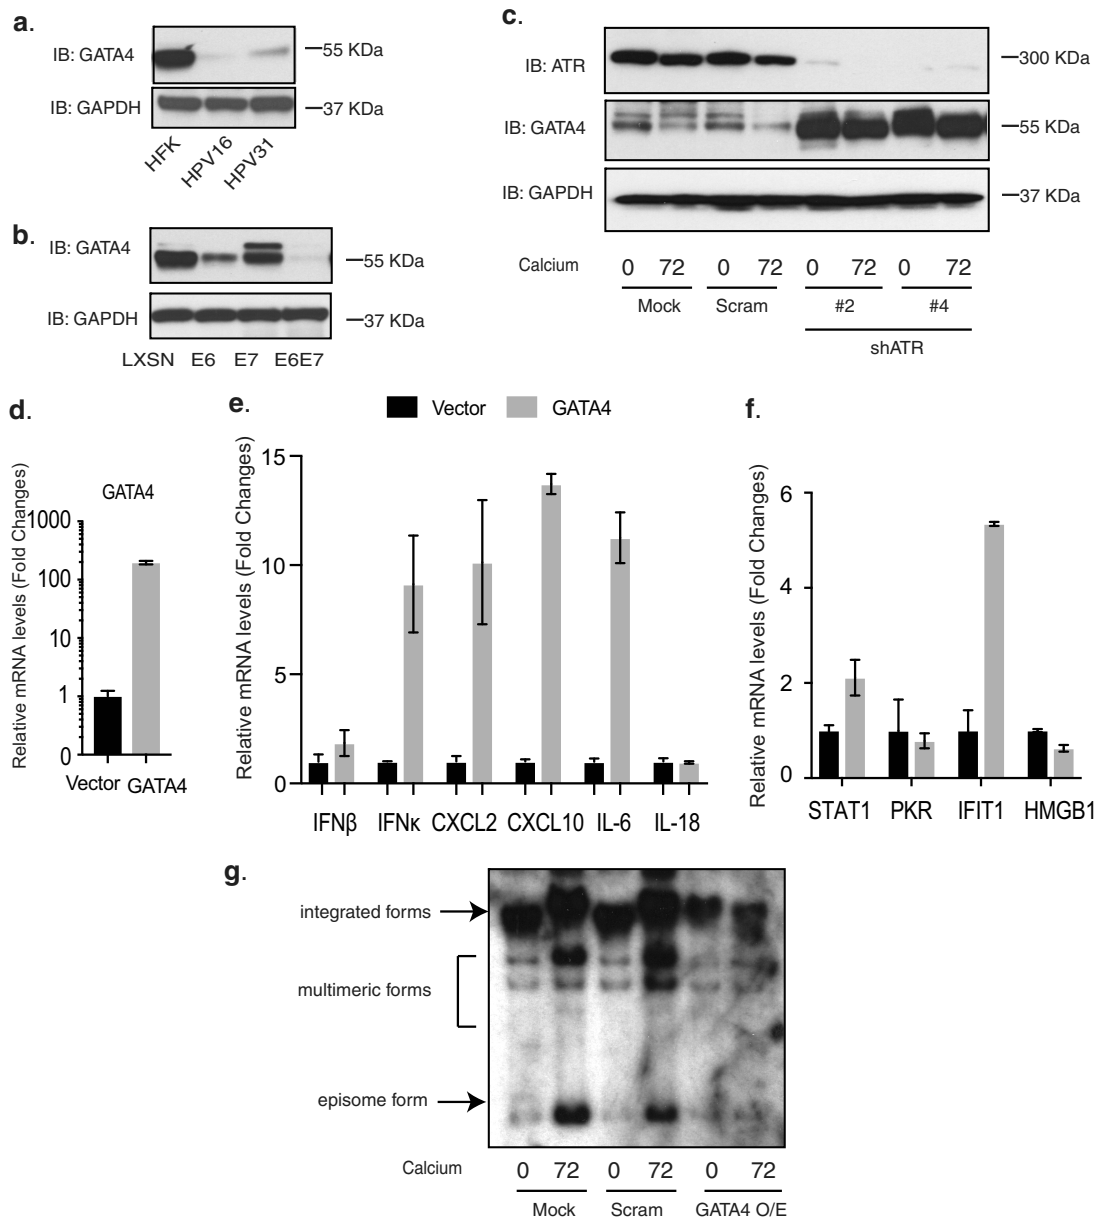 a.
IB: GATA4
55 KDa
IB: GAPDH
37 KDa
HFK
HPV16
HPV31
b.
IB: GATA4
55 KDa
IB: GAPDH
37 KDa
LXSN E6 E7 E6E7
c.
IB: ATR
300 KDa
IB: GATA4
55 KDa
IB: GAPDH
37 KDa
Calcium 0 72 0 72 0 72 0 72
Mock Scram #2 #4
shATR
d.
GATA4
Relative mRNA levels (Fold Changes)
1000
100
10
1
0
Vector GATA4
e.
Vector GATA4
Relative mRNA levels (Fold Changes)
15
10
5
0
IFNβ IFNκ CXCL2 CXCL10 IL-6 IL-18
f.
Relative mRNA levels (Fold Changes)
6
4
2
0
STAT1 PKR IFIT1 HMGB1
g.
integrated forms
multimeric forms
episome form
Calcium 0 72 0 72 0 72
Mock Scram GATA4 O/E